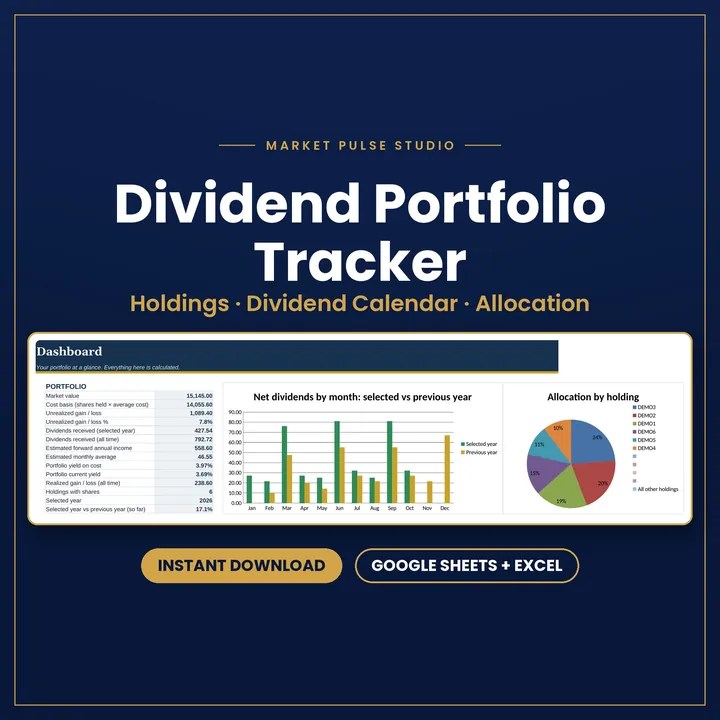 MARKET PULSE STUDIO
Dividend Portfolio
Tracker
Holdings · Dividend Calendar · Allocation
Dashboard
Your portfolio at a glance. Everything here is calculated.
PORTFOLIO
Market value 15,145.00
Cost basis (shares held × average cost) 14,055.60
Unrealized gain / loss 1,089.40
Unrealized gain / loss % 7.8%
Dividends received (selected year) 427.54
Dividends received (all time) 792.72
Estimated forward annual income 558.60
Estimated monthly average 46.55
Portfolio yield on cost 3.97%
Portfolio current yield 3.69%
Realized gain / loss (all time) 238.60
Holdings with shares 6
Selected year 2026
Selected year vs previous year (so far) 17.1%
Net dividends by month: selected vs previous year
90.00
80.00
70.00
60.00
50.00
40.00
30.00
20.00
10.00
0.00
Jan Feb Mar Apr May Jun Jul Aug Sep Oct Nov Dec
Selected year
Previous year
Allocation by holding
24%
20%
19%
15%
11%
10%
DEMO3
DEMO2
DEMO1
DEMO6
DEMO5
DEMO4
All other holdings
INSTANT DOWNLOAD
GOOGLE SHEETS + EXCEL